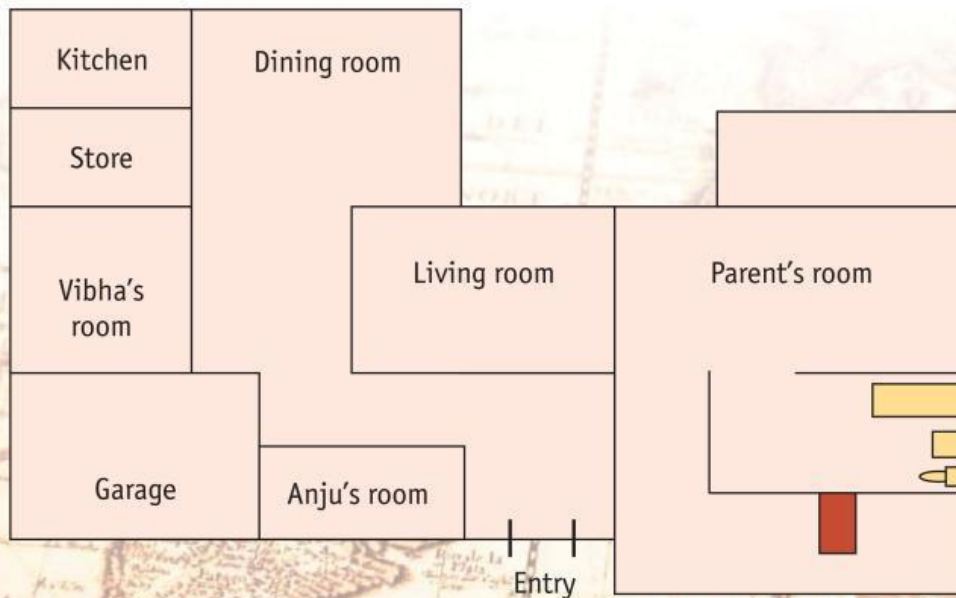 Kitchen
Dining room
Store
Living room
Parent's room
Vibha's
room
Garage
Anju's room
Entry